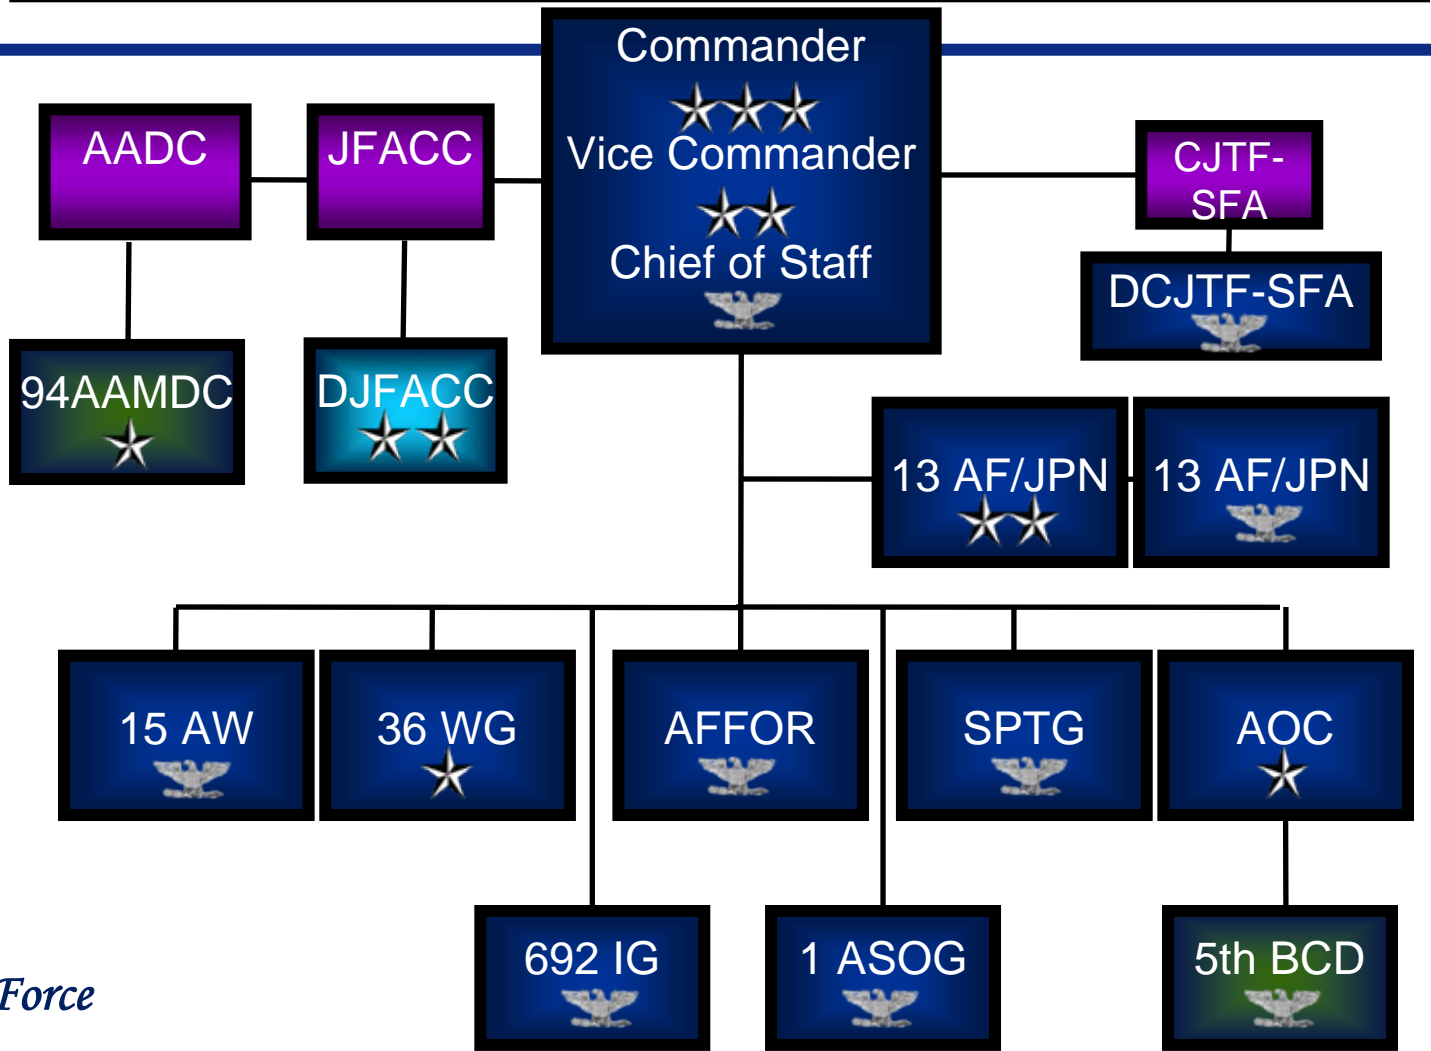 Commander
Vice Commander
Chief of Staff
AADC
JFACC
CJTF-
SFA
DCJTF-SFA
94AAMDC
DJFACC
13 AF/JPN
13 AF/JPN
15 AW
36 WG
AFFOR
SPTG
AOC
692 IG
1 ASOG
5th BCD
Force